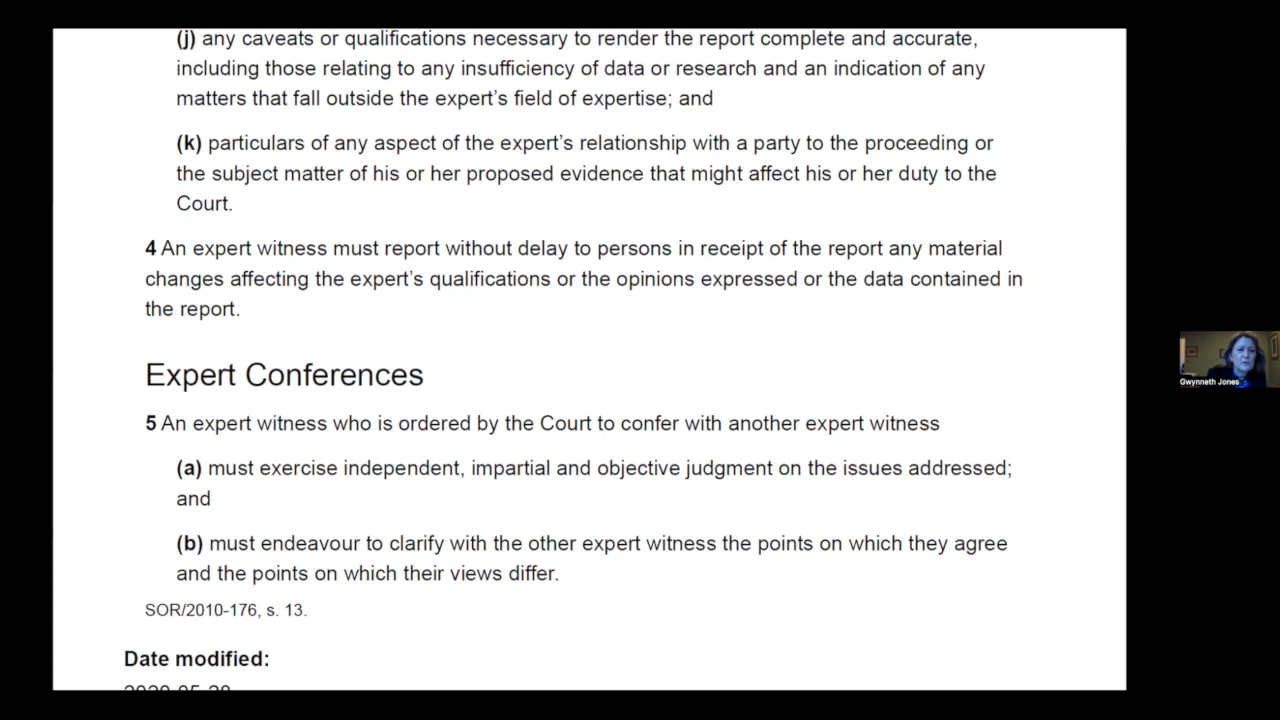 (j) any caveats or qualifications necessary to render the report complete and accurate,
including those relating to any insufficiency of data or research and an indication of any
matters that fall outside the expert's field of expertise; and
(k) particulars of any aspect of the expert's relationship with a party to the proceeding or
the subject matter of his or her proposed evidence that might affect his or her duty to the
Court.
4 An expert witness must report without delay to persons in receipt of the report any material
changes affecting the expert's qualifications or the opinions expressed or the data contained in
the report.
Expert Conferences
5 An expert witness who is ordered by the Court to confer with another expert witness
(a) must exercise independent, impartial and objective judgment on the issues addressed;
and
(b) must endeavour to clarify with the other expert witness the points on which they agree
and the points on which their views differ.
SOR/2010-176, s. 13.
Date modified:
Gwynneth Jones